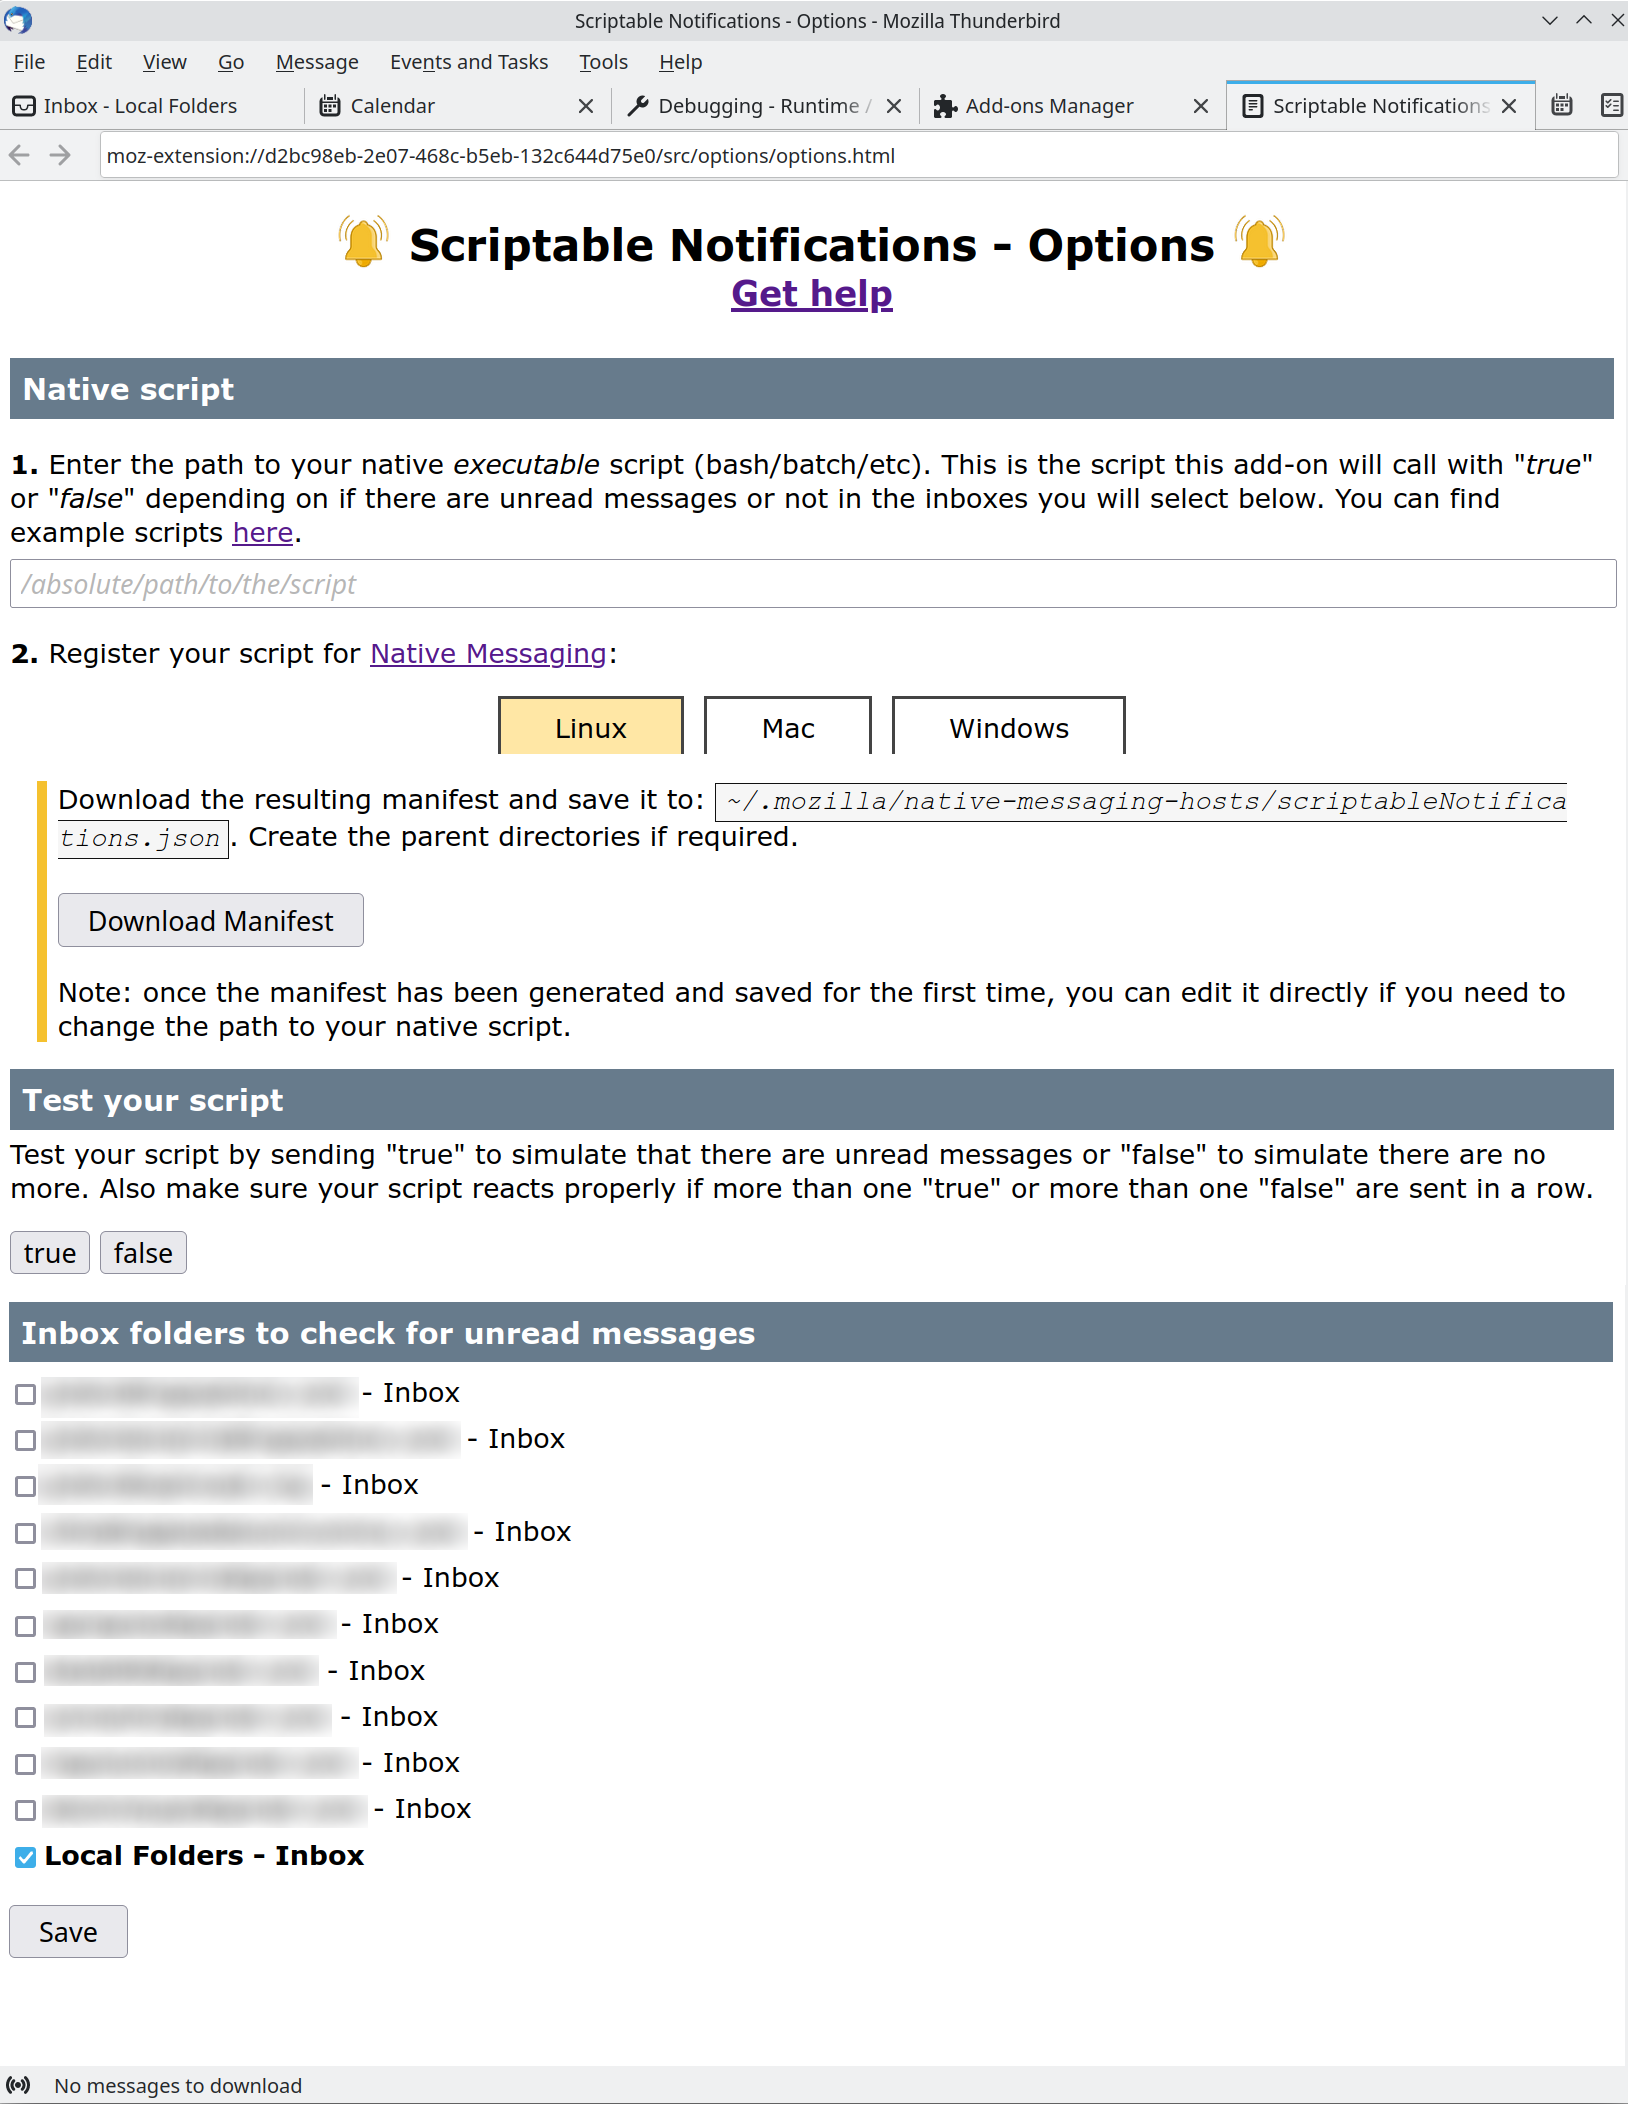 Scriptable Notifications - Options - Mozilla Thunderbird
File Edit View Go Message Events and Tasks Tools Help
Inbox - Local Folders Calendar Debugging - Runtime / Add-ons Manager Scriptable Notifications
moz-extension://d2bc98eb-2e07-468c-b5eb-132c644d75e0/src/options/options.html
Scriptable Notifications – Options
Get help
Native script
1. Enter the path to your native executable script (bash/batch/etc). This is the script this add-on will call with "true"
or "false" depending on if there are unread messages or not in the inboxes you will select below. You can find
example scripts here.
/absolute/path/to/the/script
2. Register your script for Native Messaging:
Linux Mac Windows
Download the resulting manifest and save it to: ~/.mozilla/native-messaging-hosts/scriptableNotifica
tions.json. Create the parent directories if required.
Download Manifest
Note: once the manifest has been generated and saved for the first time, you can edit it directly if you need to
change the path to your native script.
Test your script
Test your script by sending "true" to simulate that there are unread messages or "false" to simulate there are no
more. Also make sure your script reacts properly if more than one "true" or more than one "false" are sent in a row.
true false
Inbox folders to check for unread messages
- Inbox
- Inbox
- Inbox
- Inbox
- Inbox
- Inbox
- Inbox
- Inbox
- Inbox
- Inbox
Local Folders – Inbox
Save
No messages to download